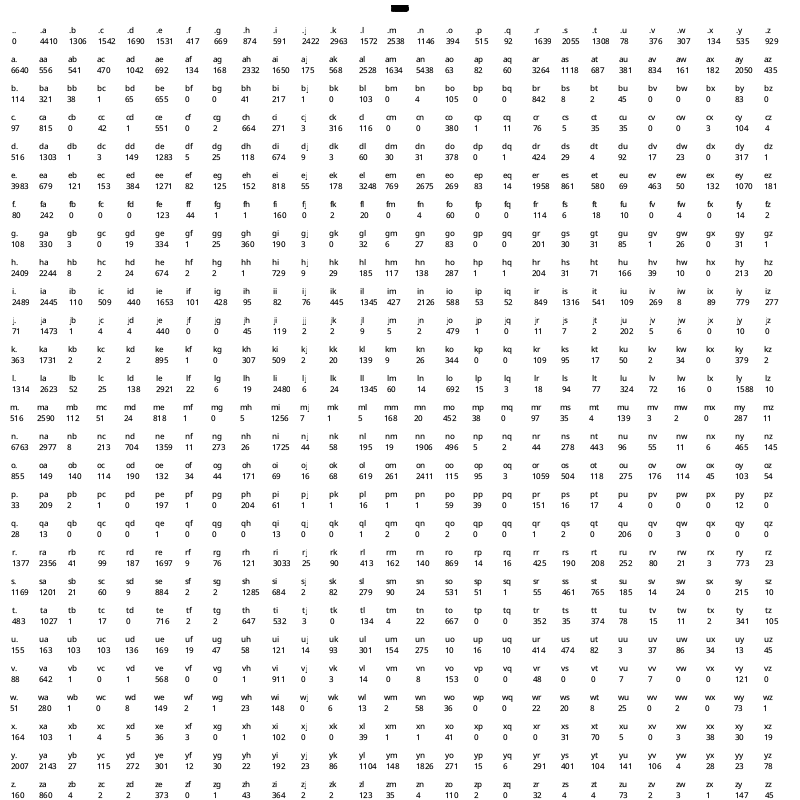 .. .a .b .c .d .e .f .g .h .i .j .k .l .m .n .o .p .q .r .s .t .u .v .w .x .y .z
0 4410 1306 1542 1690 1531 417 669 874 591 2422 2963 1572 2538 1146 394 515 92 1639 2055 1308 78 376 307 134 535 929
a. aa ab ac ad ae af ag ah ai aj ak al am an ao ap aq ar as at au av aw ax ay az
6640 556 541 470 1042 692 134 168 2332 1650 175 568 2528 1634 5438 63 82 60 3264 1118 687 381 834 161 182 2050 435
b. ba bb bc bd be bf bg bh bi bj bk bl bm bn bo bp bq br bs bt bu bv bw bx by bz
114 321 38 1 65 655 0 0 41 217 1 0 103 0 4 105 0 0 842 8 2 45 0 0 0 83 0
c. ca cb cc cd ce cf cg ch ci cj ck cl cm cn co cp cq cr cs ct cu cv cw cx cy cz
97 815 0 42 1 551 0 2 664 271 3 316 116 0 0 380 1 11 76 5 35 35 0 0 3 104 4
d. da db dc dd de df dg dh di dj dk dl dm dn do dp dq dr ds dt du dv dw dx dy dz
516 1303 1 3 149 1283 5 25 118 674 9 3 60 30 31 378 0 1 424 29 4 92 17 23 0 317 1
e. ea eb ec ed ee ef eg eh ei ej ek el em en eo ep eq er es et eu ev ew ex ey ez
3983 679 121 153 384 1271 82 125 152 818 55 178 3248 769 2675 269 83 14 1958 861 580 69 463 50 132 1070 181
f. fa fb fc fd fe ff fg fh fi fj fk fl fm fn fo fp fq fr fs ft fu fv fw fx fy fz
80 242 0 0 0 123 44 1 1 160 0 2 20 0 4 60 0 0 114 6 18 10 0 4 0 14 2
g. ga gb gc gd ge gf gg gh gi gj gk gl gm gn go gp gq gr gs gt gu gv gw gx gy gz
108 330 3 0 19 334 1 25 360 190 3 0 32 6 27 83 0 0 201 30 31 85 1 26 0 31 1
h. ha hb hc hd he hf hg hh hi hj hk hl hm hn ho hp hq hr hs ht hu hv hw hx hy hz
2409 2244 8 2 24 674 2 2 1 729 9 29 185 117 138 287 1 1 204 31 71 166 39 10 0 213 20
i. ia ib ic id ie if ig ih ii ij ik il im in io ip iq ir is it iu iv iw ix iy iz
2489 2445 110 509 440 1653 101 428 95 82 76 445 1345 427 2126 588 53 52 849 1316 541 109 269 8 89 779 277
j. ja jb jc jd je jf jg jh ji jj jk jl jm jn jo jp jq jr js jt ju jv jw jx jy jz
71 1473 1 4 4 440 0 0 45 119 2 2 9 5 2 479 1 0 11 7 2 202 5 6 0 10 0
k. ka kb kc kd ke kf kg kh ki kj kk kl km kn ko kp kq kr ks kt ku kv kw kx ky kz
363 1731 2 2 2 895 1 0 307 509 2 20 139 9 26 344 0 0 109 95 17 50 2 34 0 379 2
l. la lb lc ld le lf lg lh li lj lk ll lm ln lo lp lq lr ls lt lu lv lw lx ly lz
1314 2623 52 25 138 2921 22 6 19 2480 6 24 1345 60 14 692 15 3 18 94 77 324 72 16 0 1588 10
m. ma mb mc md me mf mg mh mi mj mk ml mm mn mo mp mq mr ms mt mu mv mw mx my mz
516 2590 112 51 24 818 1 0 5 1256 7 1 5 168 20 452 38 0 97 35 4 139 3 2 0 287 11
n. na nb nc nd ne nf ng nh ni nj nk nl nm nn no np nq nr ns nt nu nv nw nx ny nz
6763 2977 8 213 704 1359 11 273 26 1725 44 58 195 19 1906 496 5 2 44 278 443 96 55 11 6 465 145
o. oa ob oc od oe of og oh oi oj ok ol om on oo op oq or os ot ou ov ow ox oy oz
855 149 140 114 190 132 34 44 171 69 16 68 619 261 2411 115 95 3 1059 504 118 275 176 114 45 103 54
p. pa pb pc pd pe pf pg ph pi pj pk pl pm pn po pp pq pr ps pt pu pv pw px py pz
33 209 2 1 0 197 1 0 204 61 1 1 16 1 1 59 39 0 151 16 17 4 0 0 0 12 0
q. qa qb qc qd qe qf qg qh qi qj qk ql qm qn qo qp qq qr qs qt qu qv qw qx qy qz
28 13 0 0 0 1 0 0 0 13 0 0 1 2 0 2 0 0 1 2 0 206 0 3 0 0 0
r. ra rb rc rd re rf rg rh ri rj rk rl rm rn ro rp rq rr rs rt ru rv rw rx ry rz
1377 2356 41 99 187 1697 9 76 121 3033 25 90 413 162 140 869 14 16 425 190 208 252 80 21 3 773 23
s. sa sb sc sd se sf sg sh si sj sk sl sm sn so sp sq sr ss st su sv sw sx sy sz
1169 1201 21 60 9 884 2 2 1285 684 2 82 279 90 24 531 51 1 55 461 765 185 14 24 0 215 10
t. ta tb tc td te tf tg th ti tj tk tl tm tn to tp tq tr ts tt tu tv tw tx ty tz
483 1027 1 17 0 716 2 2 647 532 3 0 134 4 22 667 0 0 352 35 374 78 15 11 2 341 105
u. ua ub uc ud ue uf ug uh ui uj uk ul um un uo up uq ur us ut uu uv uw ux uy uz
155 163 103 103 136 169 19 47 58 121 14 93 301 154 275 10 16 10 414 474 82 3 37 86 34 13 45
v. va vb vc vd ve vf vg vh vi vj vk vl vm vn vo vp vq vr vs vt vu vv vw vx vy vz
88 642 1 0 1 568 0 0 1 911 0 3 14 0 8 153 0 0 48 0 0 7 7 0 0 121 0
w. wa wb wc wd we wf wg wh wi wj wk wl wm wn wo wp wq wr ws wt wu wv ww wx wy wz
51 280 1 0 8 149 2 1 23 148 0 6 13 2 58 36 0 0 22 20 8 25 0 2 0 73 1
x. xa xb xc xd xe xf xg xh xi xj xk xl xm xn xo xp xq xr xs xt xu xv xw xx xy xz
164 103 1 4 5 36 3 0 1 102 0 0 39 1 1 41 0 0 0 31 70 5 0 3 38 30 19
y. ya yb yc yd ye yf yg yh yi yj yk yl ym yn yo yp yq yr ys yt yu yv yw yx yy yz
2007 2143 27 115 272 301 12 30 22 192 23 86 1104 148 1826 271 15 6 291 401 104 141 106 4 28 23 78
z. za zb zc zd ze zf zg zh zi zj zk zl zm zn zo zp zq zr zs zt zu zv zw zx zy zz
160 860 4 2 2 373 0 1 43 364 2 2 123 35 4 110 2 0 32 4 4 73 2 3 1 147 45